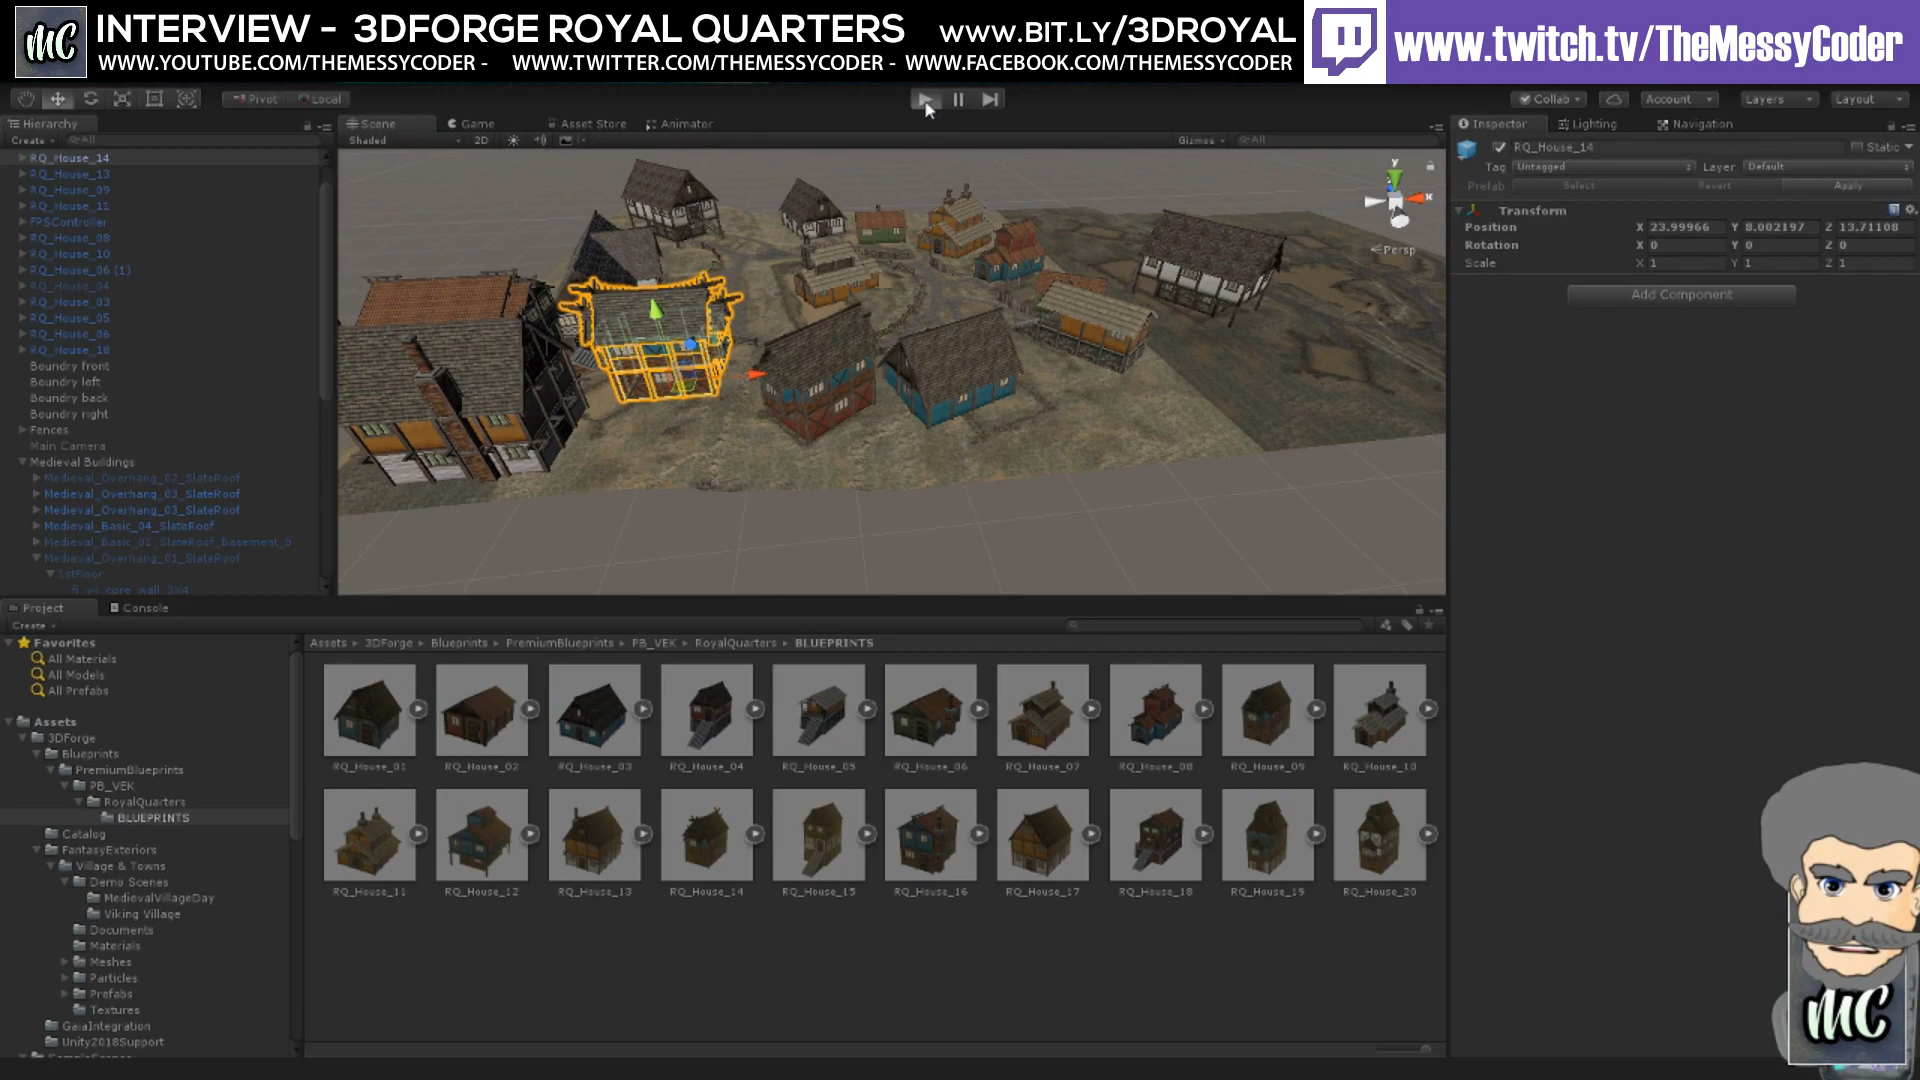 MC INTERVIEW - 3DFORGE ROYAL QUARTERS WWW.BIT.LY/3DROYAL www.twitch.tv/TheMessyCoder
WWW.YOUTUBE.COM/THEMESSYCODER - WWW.TWITTER.COM/THEMESSYCODER - WWW.FACEBOOK.COM/THEMESSYCODER
Pivot Local Collab Account Layers Layout
Hierarchy Scene Game Asset Store Animator Inspector Lighting Navigation
Create All Shaded 2D Gizmos All
RQ_House_14
RQ_House_13
RQ_House_09
RQ_House_11
FPSController
RQ_House_08
RQ_House_10
RQ_House_06 (1)
RQ_House_04
RQ_House_03
RQ_House_05
RQ_House_06
RQ_House_18
Boundry front
Boundry left
Boundry back
Boundry right
Fences
Main Camera
Medieval Buildings
Medieval_Overhang_02_SlateRoof
Medieval_Overhang_03_SlateRoof
Medieval_Overhang_03_SlateRoof
Medieval_Basic_04_SlateRoof
Medieval_Basic_01_SlateRoof_Basement_b
Medieval_Overhang_01_SlateRoof
1stFloor
y
x
Persp
RQ_House_14 Static
Tag Untagged Layer Default
Prefab Select Revert Apply
Transform
Position X 23.99966 Y 8.002197 Z 13.71108
Rotation X 0 Y 0 Z 0
Scale X 1 Y 1 Z 1
Add Component
Project Console
Create
Favorites
All Materials
All Models
All Prefabs
Assets
3DForge
Blueprints
PremiumBlueprints
PB_VEK
RoyalQuarters
BLUEPRINTS
Catalog
FantasyExteriors
Village & Towns
Demo Scenes
MedievalVillageDay
Viking Village
Documents
Materials
Meshes
Particles
Prefabs
Textures
GaiaIntegration
Unity2018Support
Assets 3DForge Blueprints PremiumBlueprints PB_VEK RoyalQuarters BLUEPRINTS
RQ_House_01 RQ_House_02 RQ_House_03 RQ_House_04 RQ_House_05 RQ_House_06 RQ_House_07 RQ_House_08 RQ_House_09 RQ_House_10
RQ_House_11 RQ_House_12 RQ_House_13 RQ_House_14 RQ_House_15 RQ_House_16 RQ_House_17 RQ_House_18 RQ_House_19 RQ_House_20
MC